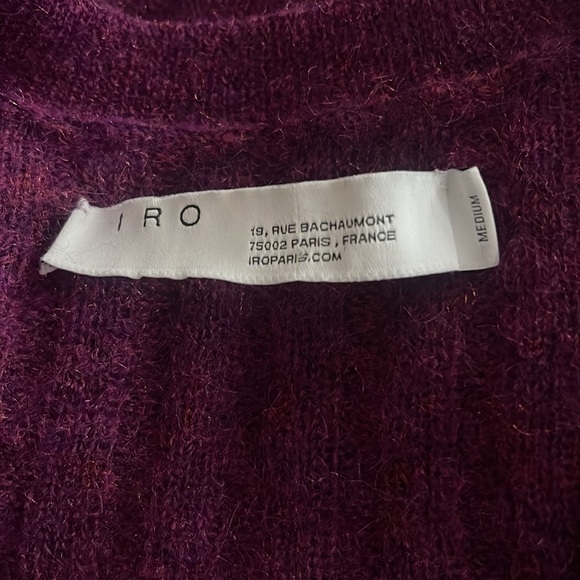 IRO
19, RUE BACHAUMONT
75002 PARIS, FRANCE
IROPARIS.COM
MEDIUM